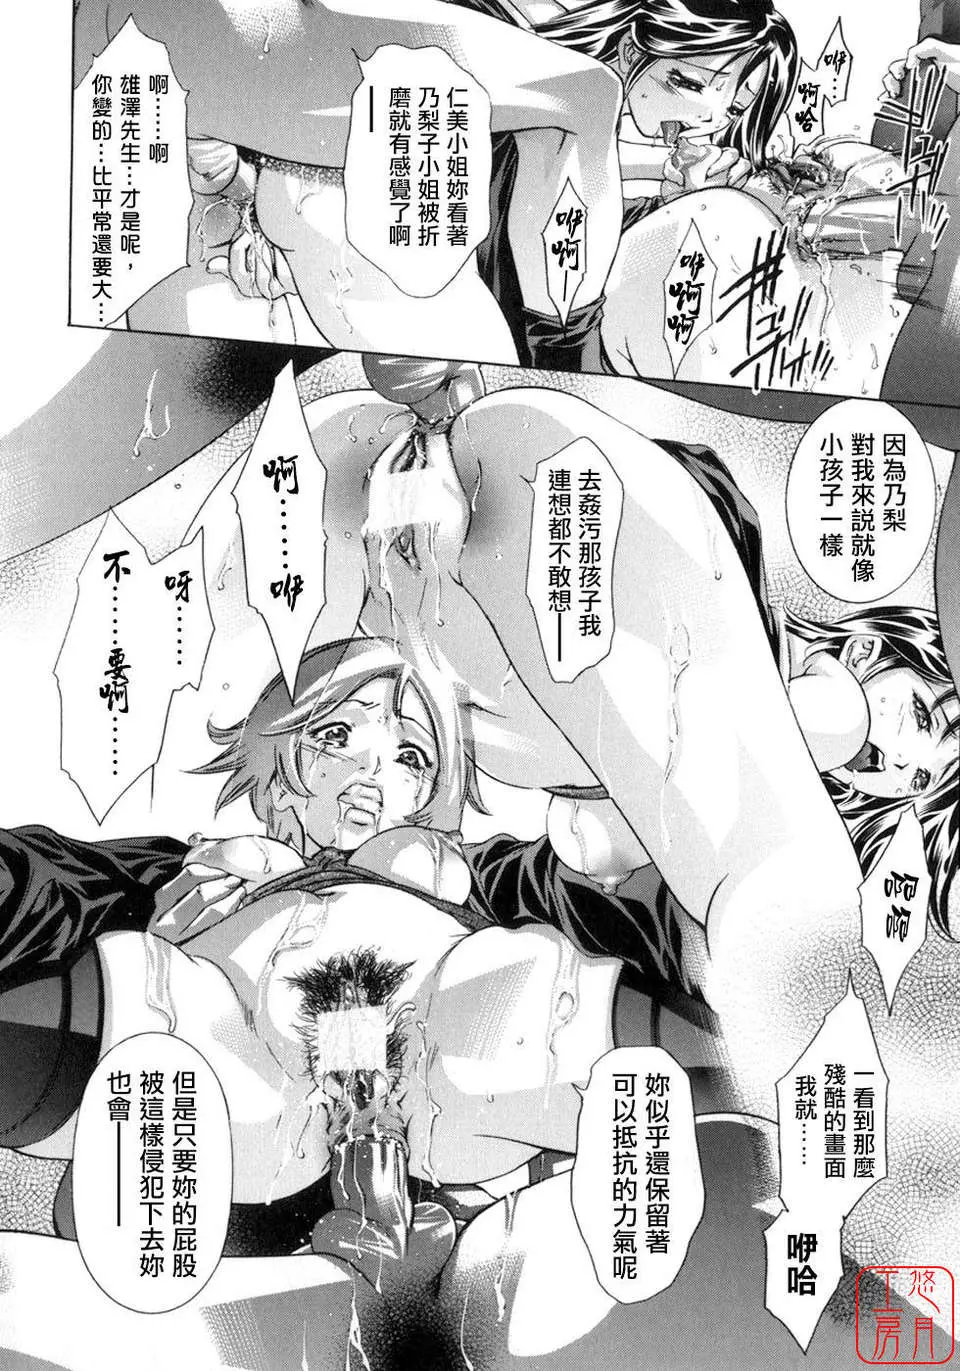 咿
啊
哈
仁美小姐妳看著
乃梨子小姐被折
磨就有感覺了啊
——
啊……啊
雄澤先生…才是呢，
你變的…比平常還要大…
咿
啊
—
咿
啊
啊
因為乃梨
對我來說就像
小孩子一樣
去姦污那孩子我
連想都不敢想——
啊……咿
呀……
不……要啊……
啊啊
一看到那麼
殘酷的畫面
我就……
咿哈
妳似乎還保留著
可以抵抗的力氣呢
但是只要妳的屁股
被這樣侵犯下去妳
也會——
悠月工房